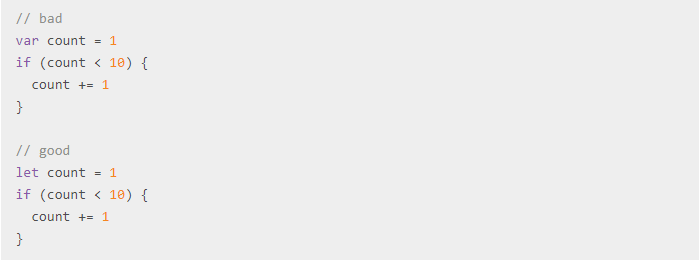 // bad
var count = 1
if (count < 10) {
  count += 1
}

// good
let count = 1
if (count < 10) {
  count += 1
}